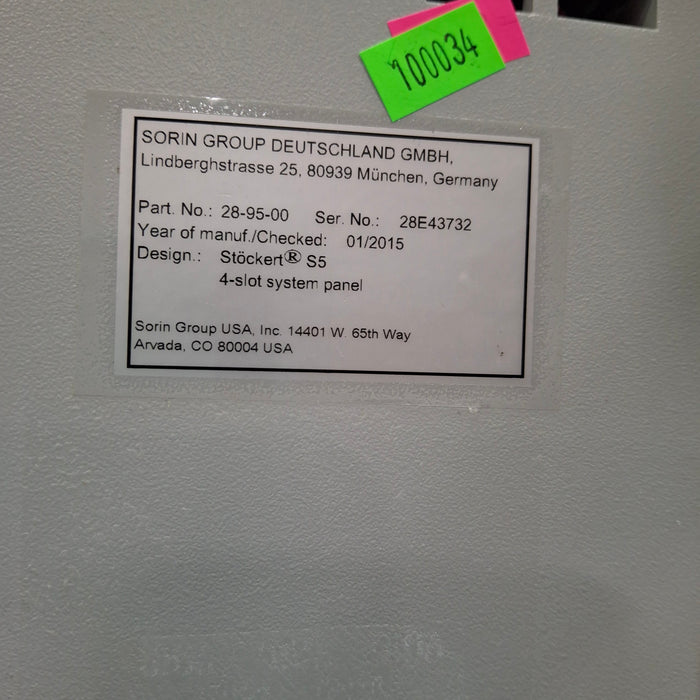 100034
SORIN GROUP DEUTSCHLAND GMBH,
Lindberghstrasse 25, 80939 München, Germany
Part. No.: 28-95-00 Ser. No.: 28E43732
Year of manuf./Checked: 01/2015
Design.: Stöckert® S5
4-slot system panel
Sorin Group USA, Inc. 14401 W. 65th Way
Arvada, CO 80004 USA